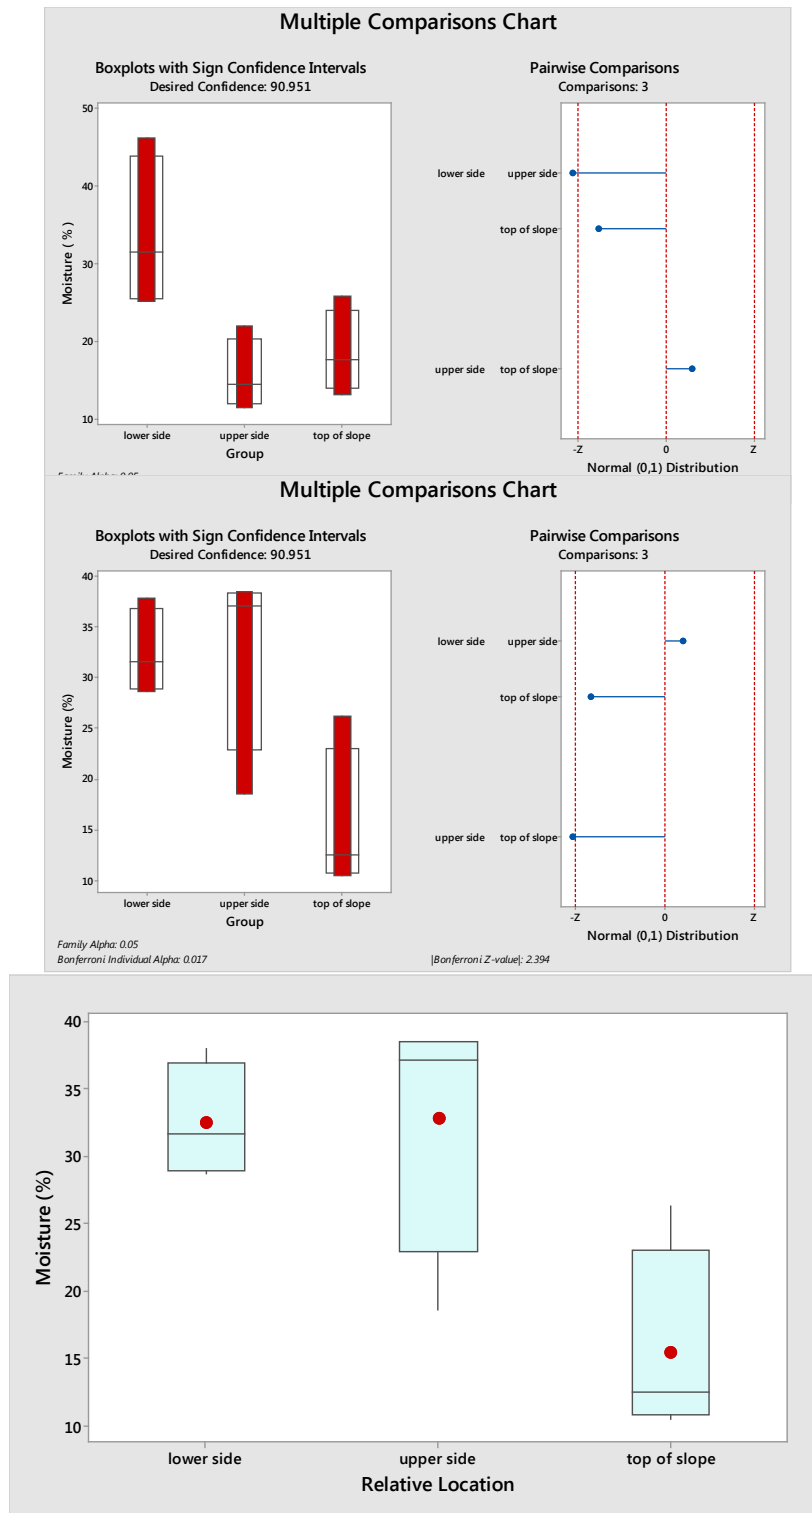 Multiple Comparisons Chart
Boxplots with Sign Confidence Intervals
Desired Confidence: 90.951
Pairwise Comparisons
Comparisons: 3
50
40
30
20
10
Moisture ( % )
lower side
upper side
top of slope
Group
lower side
upper side
top of slope
upper side
top of slope
-Z
0
Z
Normal (0,1) Distribution
Family Alpha: 0.05
Multiple Comparisons Chart
Boxplots with Sign Confidence Intervals
Desired Confidence: 90.951
Pairwise Comparisons
Comparisons: 3
40
35
30
25
20
15
10
Moisture (%)
lower side
upper side
top of slope
Group
lower side
upper side
top of slope
upper side
top of slope
-Z
0
Z
Normal (0,1) Distribution
Family Alpha: 0.05
Bonferroni Individual Alpha: 0.017
|Bonferroni Z-value|: 2.394
40
35
30
25
20
15
10
Moisture (%)
lower side
upper side
top of slope
Relative Location